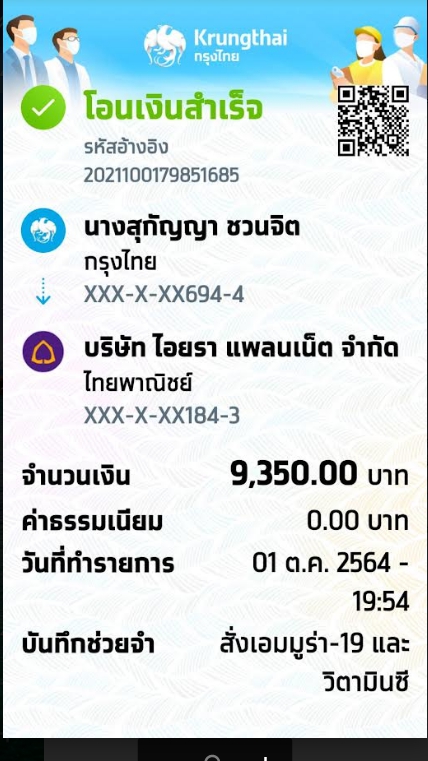 Krungthai
กรุงไทย
โอนเงินสำเร็จ
รหัสอ้างอิง
2021100179851685
นางสุกัญญา ชวนจิต
กรุงไทย
XXX-X-XX694-4
บริษัท ไอยรา แพลนเน็ต จำกัด
ไทยพาณิชย์
XXX-X-XX184-3
จำนวนเงิน 9,350.00 บาท
ค่าธรรมเนียม 0.00 บาท
วันที่ทำรายการ 01 ต.ค. 2564 -
19:54
บันทึกช่วยจำ สั่งเอมมูร่า-19 และ
วิตามินซี